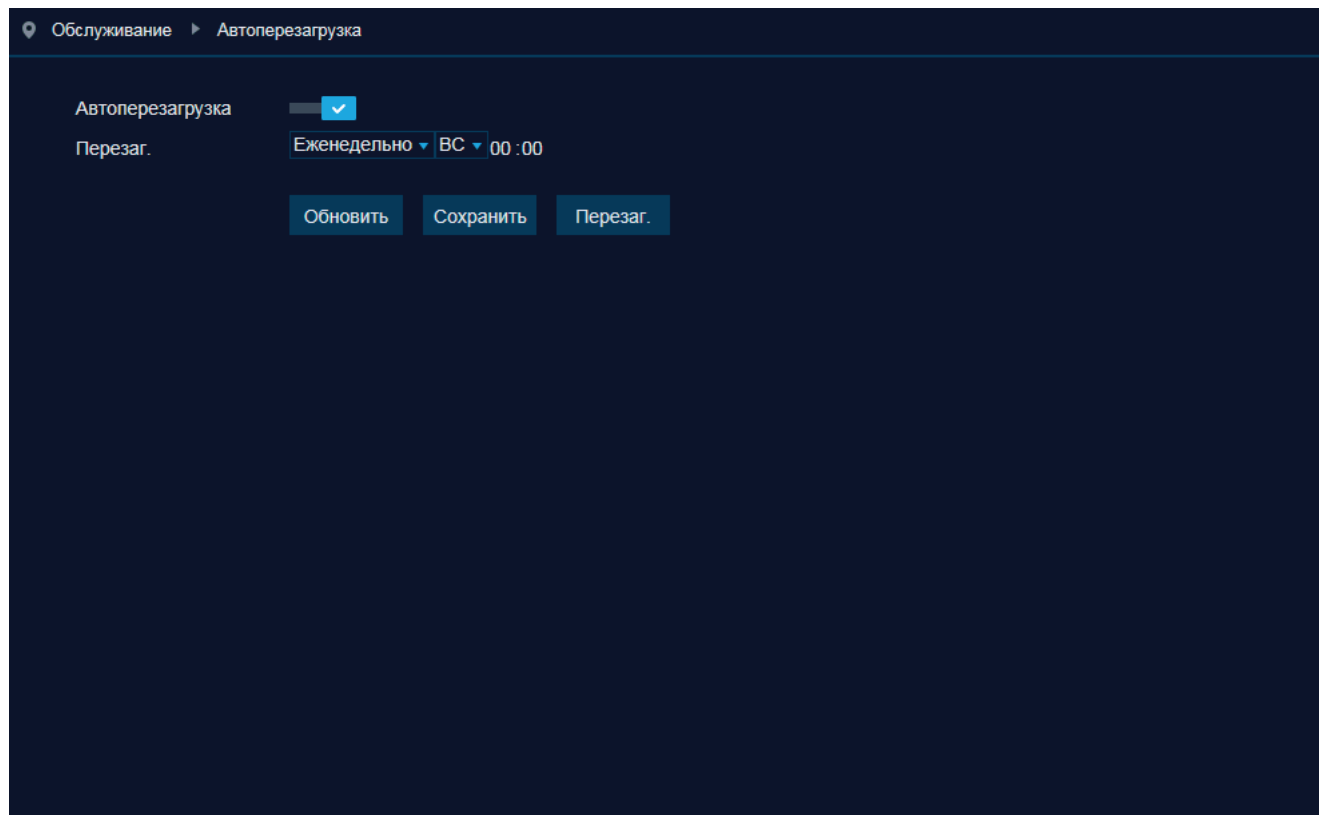 Обслуживание Автоперезагрузка
Автоперезагрузка
Перезаг. Еженедельно ВС 00 :00
Обновить Сохранить Перезаг.